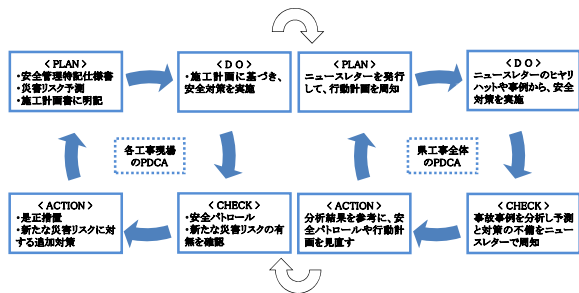 < PLAN >
・安全管理特記仕様書
・災害リスク予測
・施工計画書に明記
< D O >
・施工計画に基づき、
安全対策を実施
< PLAN >
ニュースレターを発行
して、行動計画を周知
< D O >
ニュースレターのヒヤリ
ハットや事例から、安全
対策を実施
各工事現場
のPDCA
県工事全体
のPDCA
< ACTION >
・是正措置
・新たな災害リスクに対
する追加対策
< CHECK >
・安全パトロール
・新たな災害リスクの有
無を確認
< ACTION >
分析結果を参考に、安
全パトロールや行動計
画を見直す
< CHECK >
事故事例を分析し予測
と対策の不備をニュー
スレターで周知